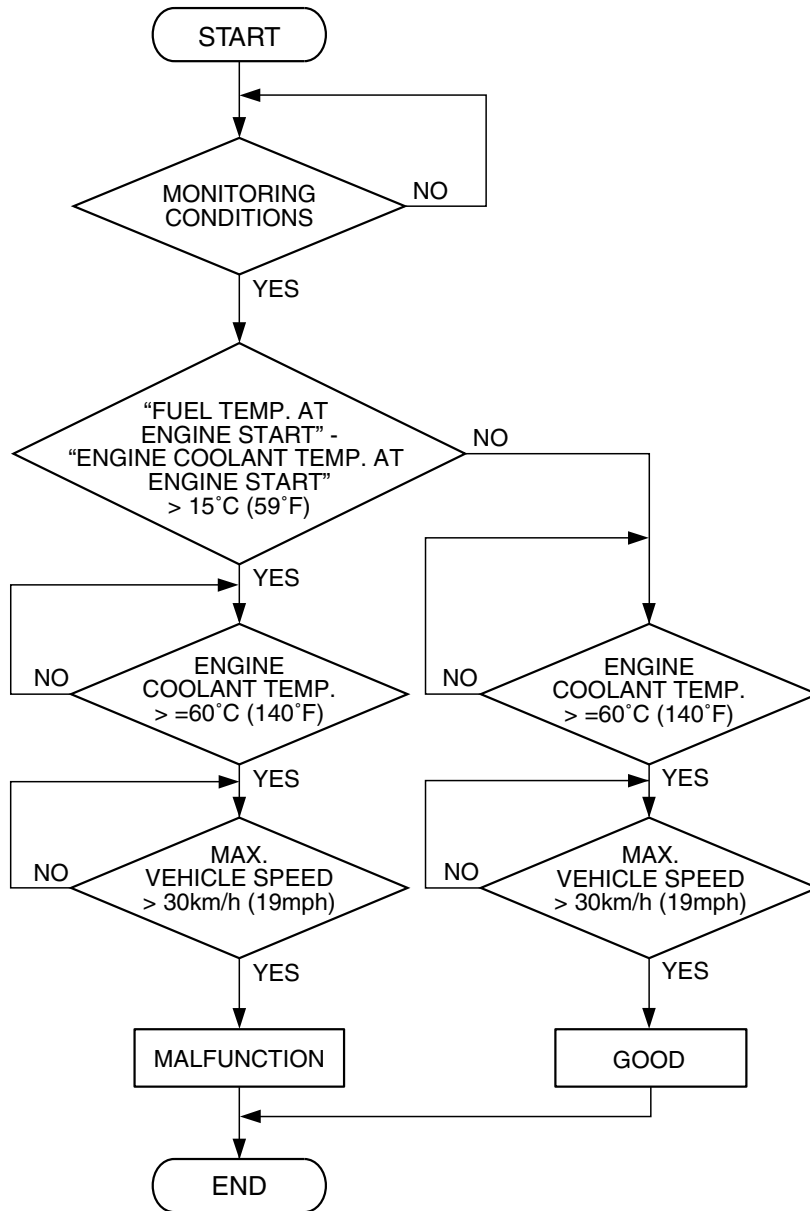 START
MONITORING
CONDITIONS
NO
YES
“FUEL TEMP. AT
ENGINE START” -
“ENGINE COOLANT TEMP. AT
ENGINE START”
> 15˚C (59˚F)
NO
YES
NO
ENGINE
COOLANT TEMP.
> =60˚C (140˚F)
YES
NO
ENGINE
COOLANT TEMP.
> =60˚C (140˚F)
YES
NO
MAX.
VEHICLE SPEED
> 30km/h (19mph)
YES
NO
MAX.
VEHICLE SPEED
> 30km/h (19mph)
YES
MALFUNCTION
GOOD
END